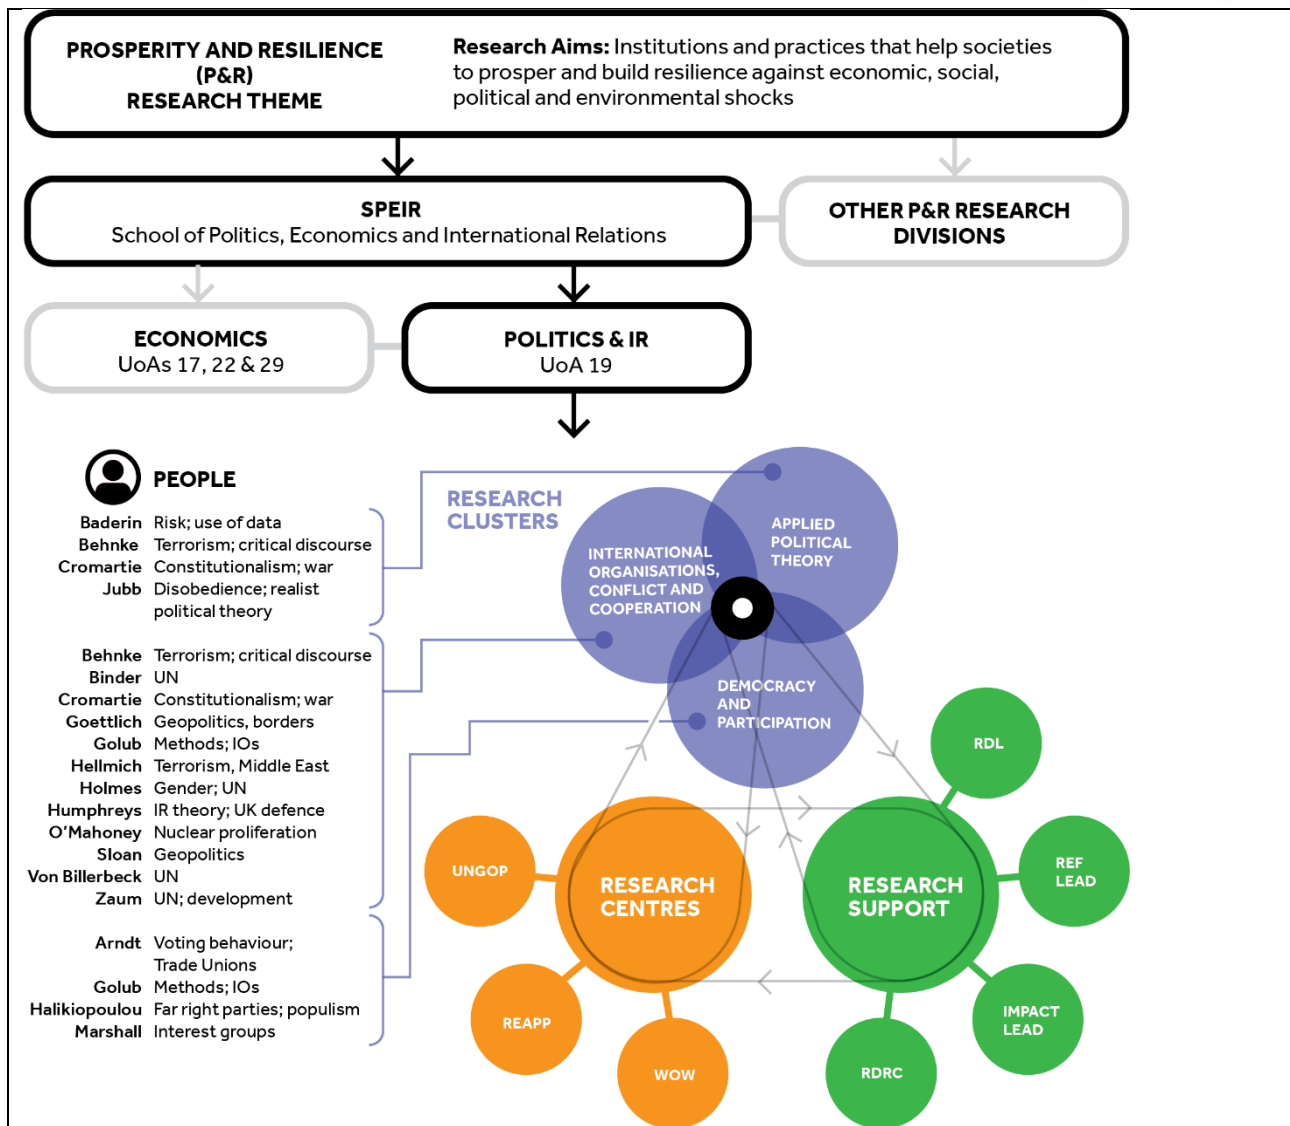 PROSPERITY AND RESILIENCE
(P&R)
RESEARCH THEME
Research Aims: Institutions and practices that help societies
to prosper and build resilience against economic, social,
political and environmental shocks
SPEIR
School of Politics, Economics and International Relations
OTHER P&R RESEARCH
DIVISIONS
ECONOMICS
UoAs 17, 22 & 29
POLITICS & IR
UoA 19
PEOPLE
Baderin Risk; use of data
Behnke Terrorism; critical discourse
Cromartie Constitutionalism; war
Jubb Disobedience; realist
political theory
Behnke Terrorism; critical discourse
Binder UN
Cromartie Constitutionalism; war
Goettlich Geopolitics, borders
Golub Methods; IOs
Hellmich Terrorism, Middle East
Holmes Gender; UN
Humphreys IR theory; UK defence
O'Mahoney Nuclear proliferation
Sloan Geopolitics
Von Billerbeck UN
Zaum UN; development
Arndt Voting behaviour;
Trade Unions
Golub Methods; IOs
Halikiopoulou Far right parties; populism
Marshall Interest groups
RESEARCH
CLUSTERS
INTERNATIONAL
ORGANISATIONS,
CONFLICT AND
COOPERATION
APPLIED
POLITICAL
THEORY
DEMOCRACY
AND
PARTICIPATION
RESEARCH
CENTRES
UNGOP
REAPP
WOW
RESEARCH
SUPPORT
RDL
REF
LEAD
IMPACT
LEAD
RDRC